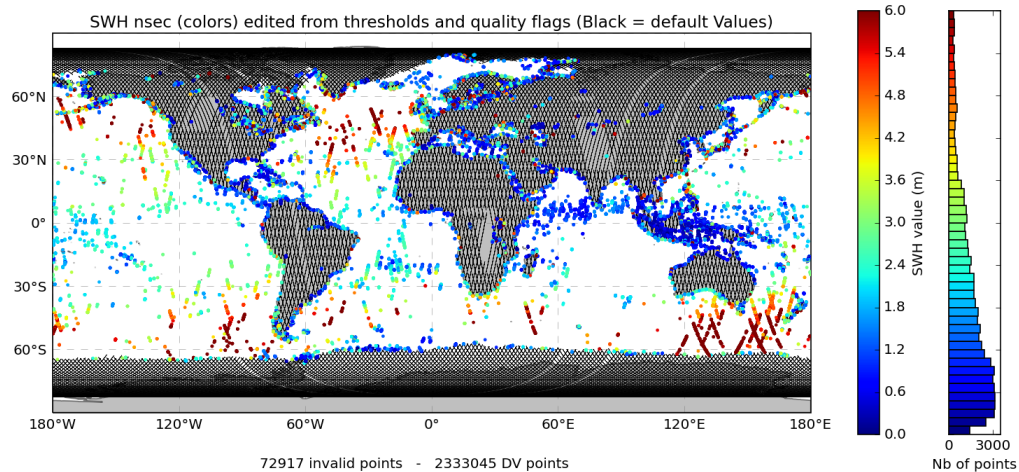 SWH nsec (colors) edited from thresholds and quality flags (Black = default Values)
60°N
30°N
0°
30°S
60°S
180°W
120°W
60°W
0°
60°E
120°E
180°E
72917 invalid points - 2333045 DV points
6.0
5.4
4.8
4.2
3.6
3.0
2.4
1.8
1.2
0.6
0.0
SWH value (m)
0
3000
Nb of points